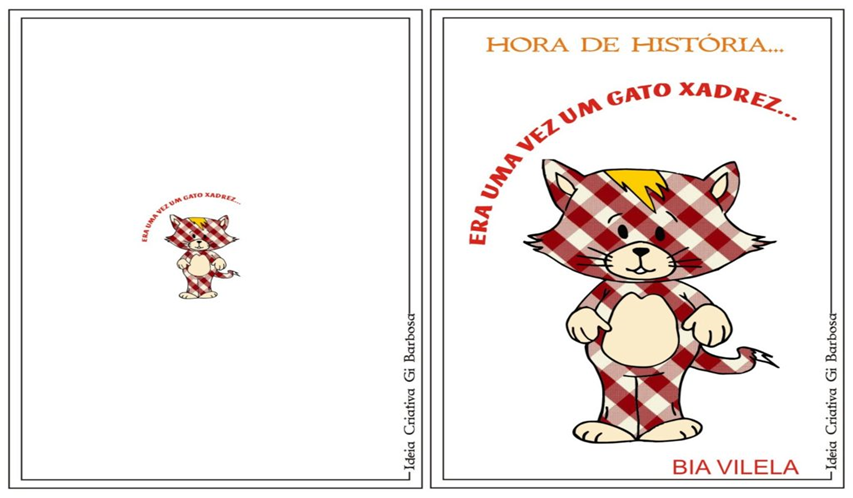 ERA UMA VEZ UM GATO XADREZ...
Ideia Criativa Gi Barbosa
HORA DE HISTÓRIA...
ERA UMA VEZ UM GATO XADREZ...
BIA VILELA
Ideia Criativa Gi Barbosa